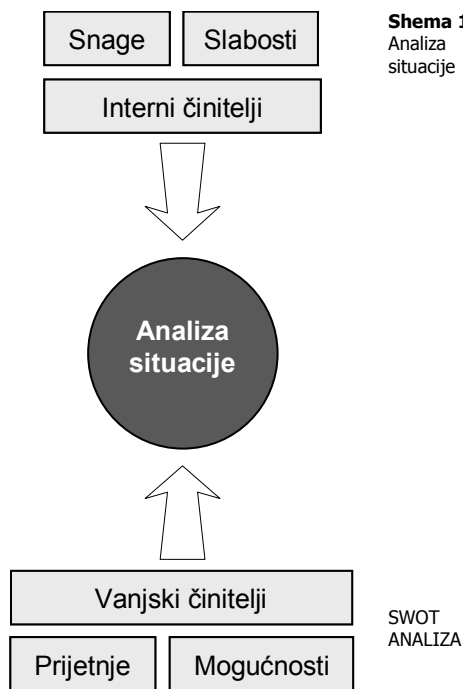 Snage
Slabosti
Interni činitelji
Shema 1
Analiza
situacije
Analiza
situacije
Vanjski činitelji
Prijetnje
Mogućnosti
SWOT
ANALIZA